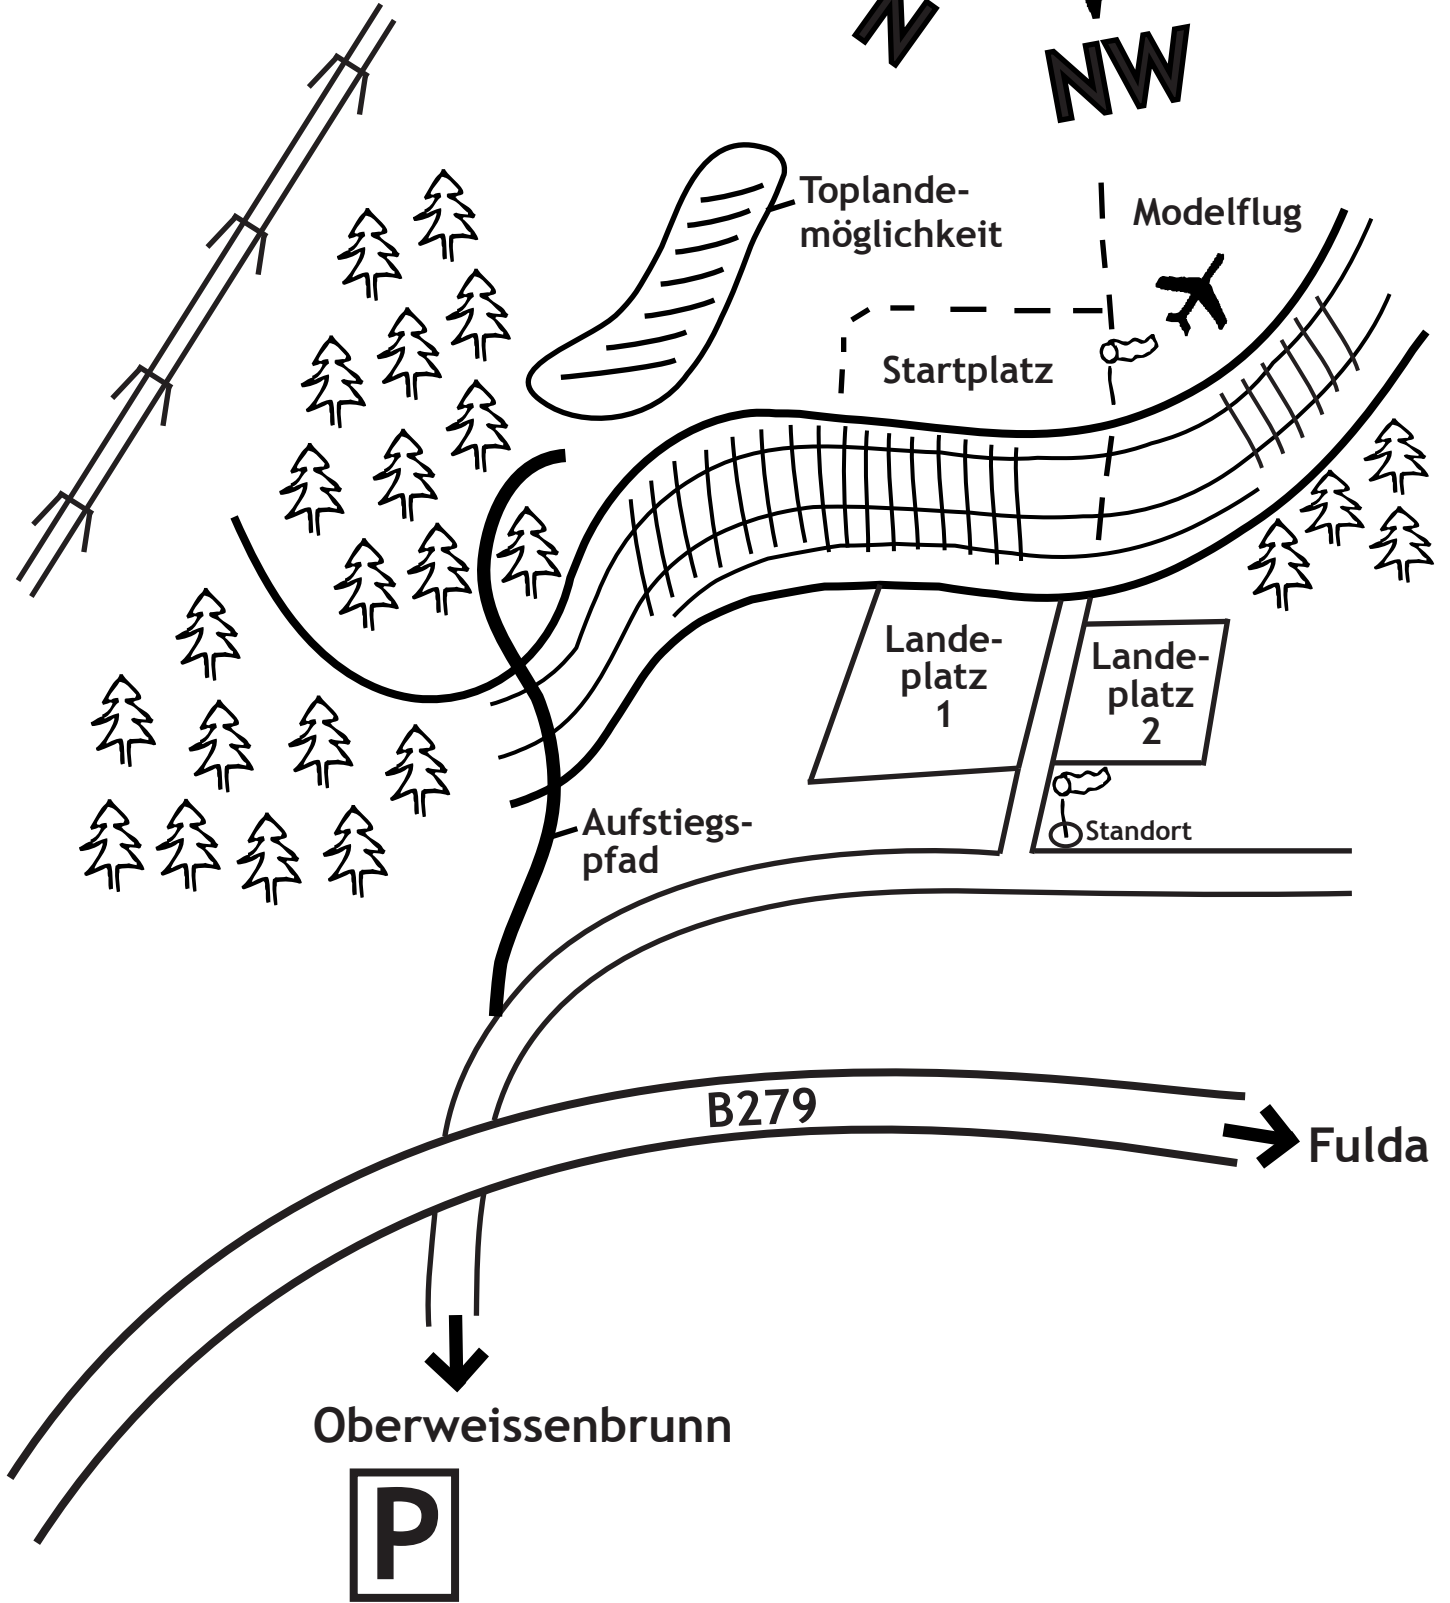 N
NW
Toplande-
möglichkeit
Modelflug
Startplatz
Lande-
platz
1
Lande-
platz
2
Standort
Aufstiegs-
pfad
B279
Fulda
Oberweissenbrunn
P